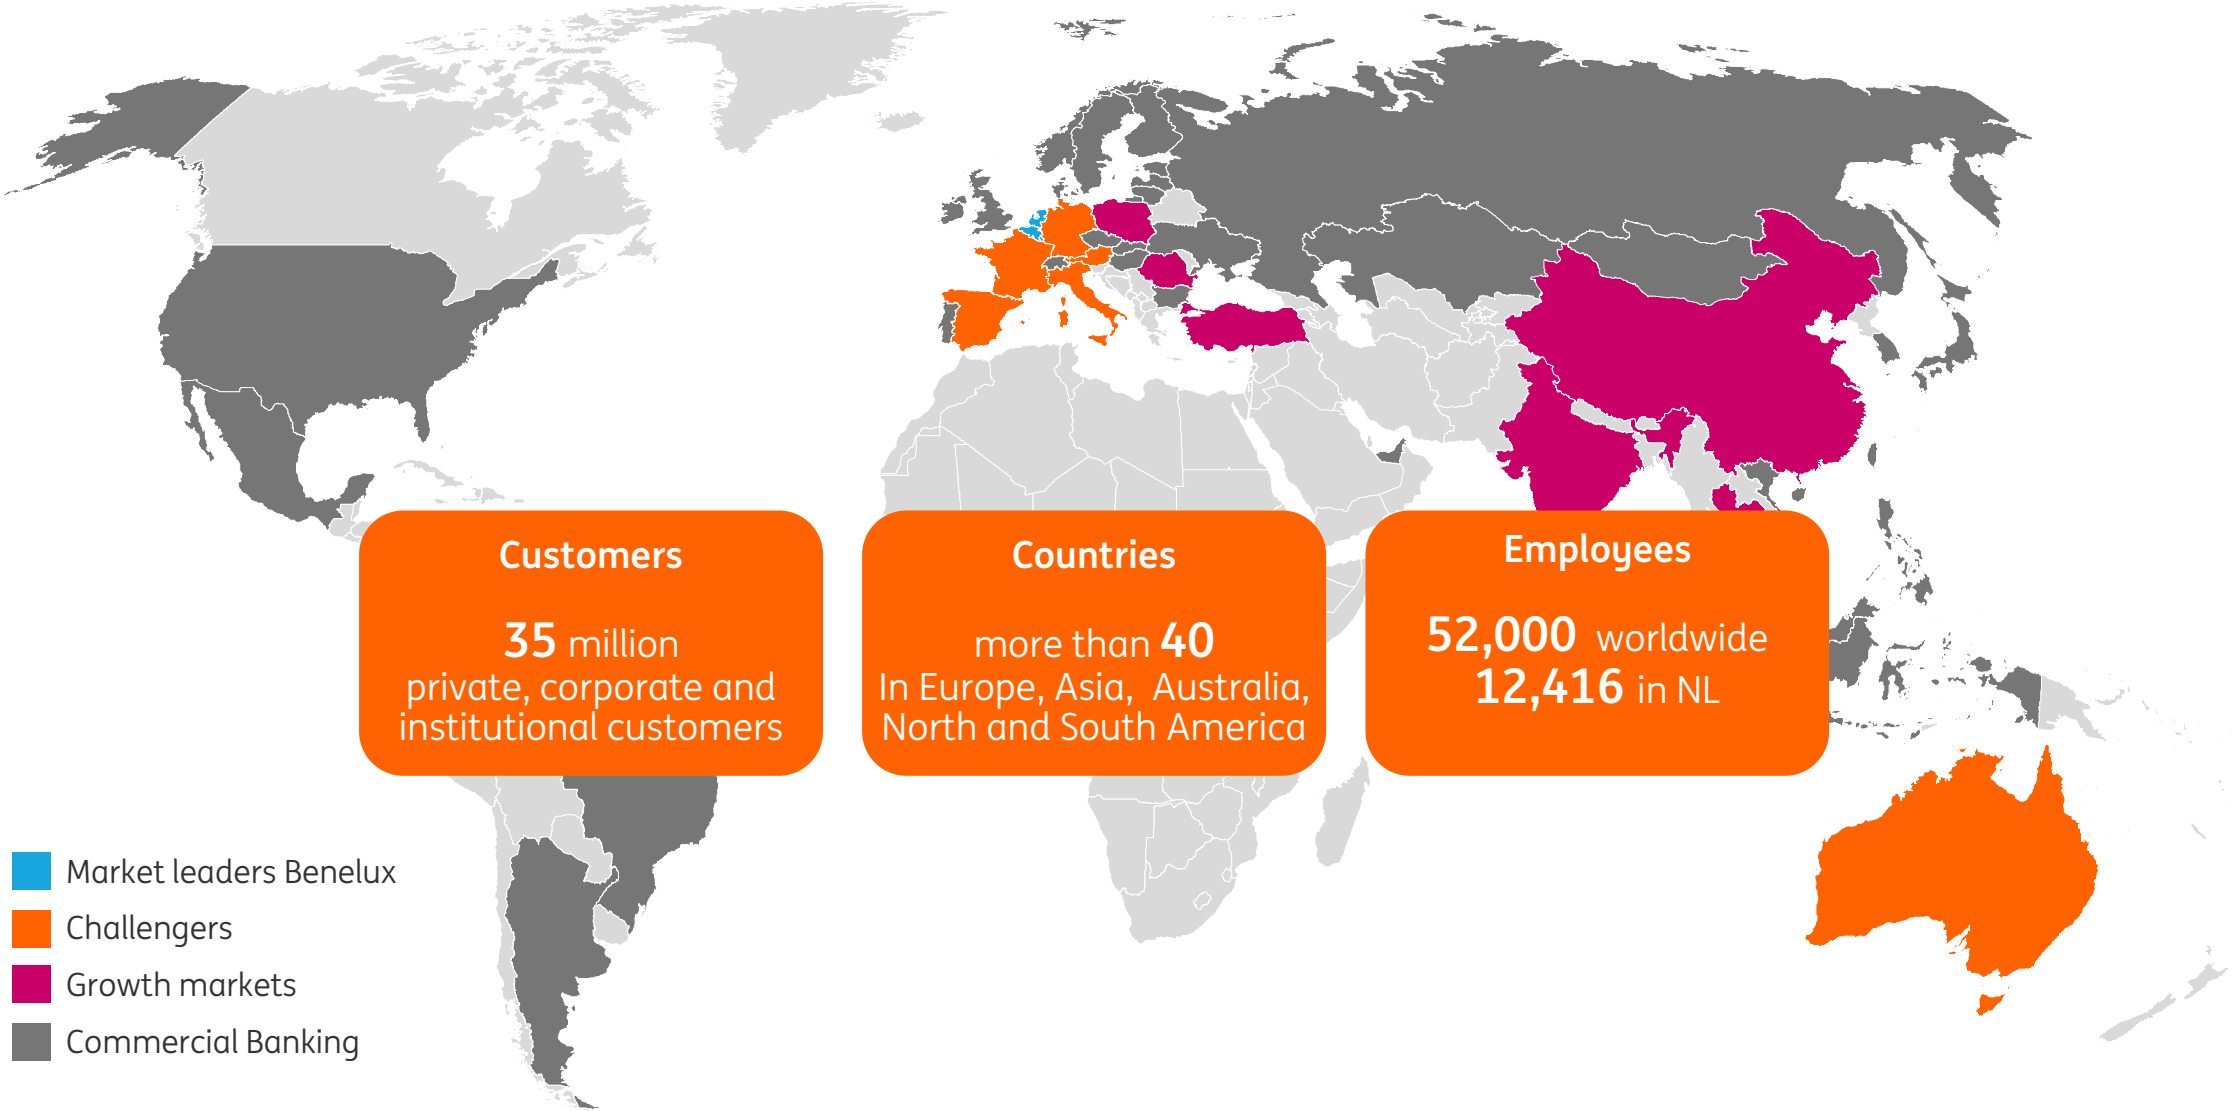 Customers
35 million
private, corporate and
institutional customers
Countries
more than 40
In Europe, Asia, Australia,
North and South America
Employees
52,000 worldwide
12,416 in NL
Market leaders Benelux
Challengers
Growth markets
Commercial Banking